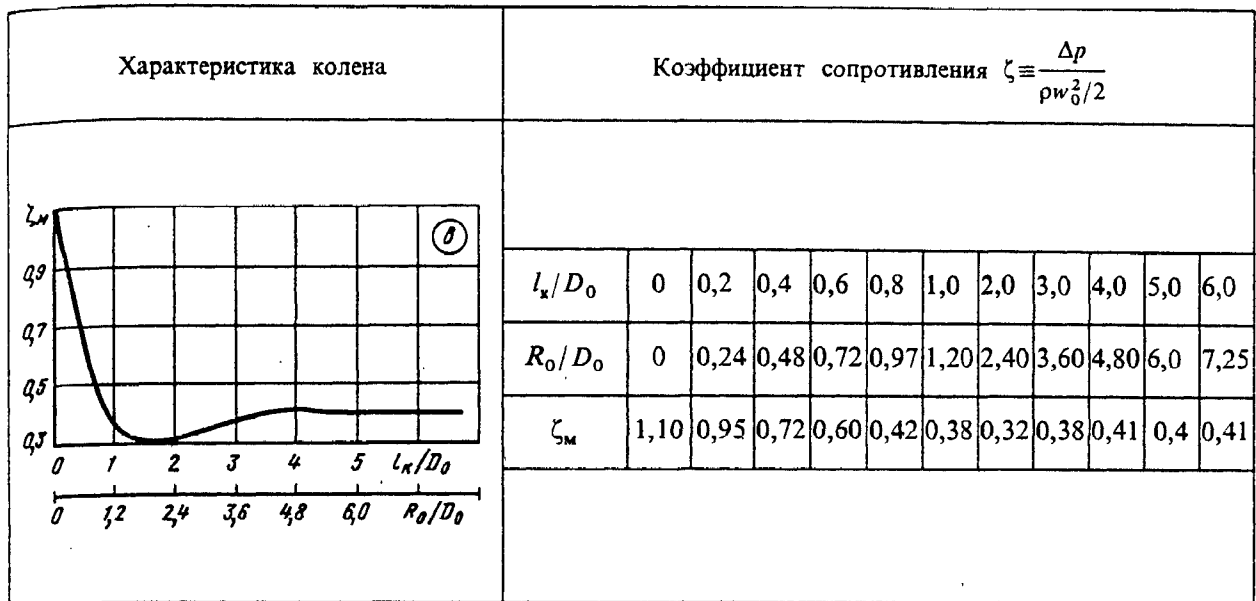 Характеристика колена
Коэффициент сопротивления ζ≡Δp/ρw₀²/2
ζм
в
0,9
0,7
0,5
0,3
0 1 2 3 4 5 lк/D₀
0 1,2 2,4 3,6 4,8 6,0 R₀/D₀
lк/D₀ 0 0,2 0,4 0,6 0,8 1,0 2,0 3,0 4,0 5,0 6,0
R₀/D₀ 0 0,24 0,48 0,72 0,97 1,20 2,40 3,60 4,80 6,0 7,25
ζм 1,10 0,95 0,72 0,60 0,42 0,38 0,32 0,38 0,41 0,4 0,41